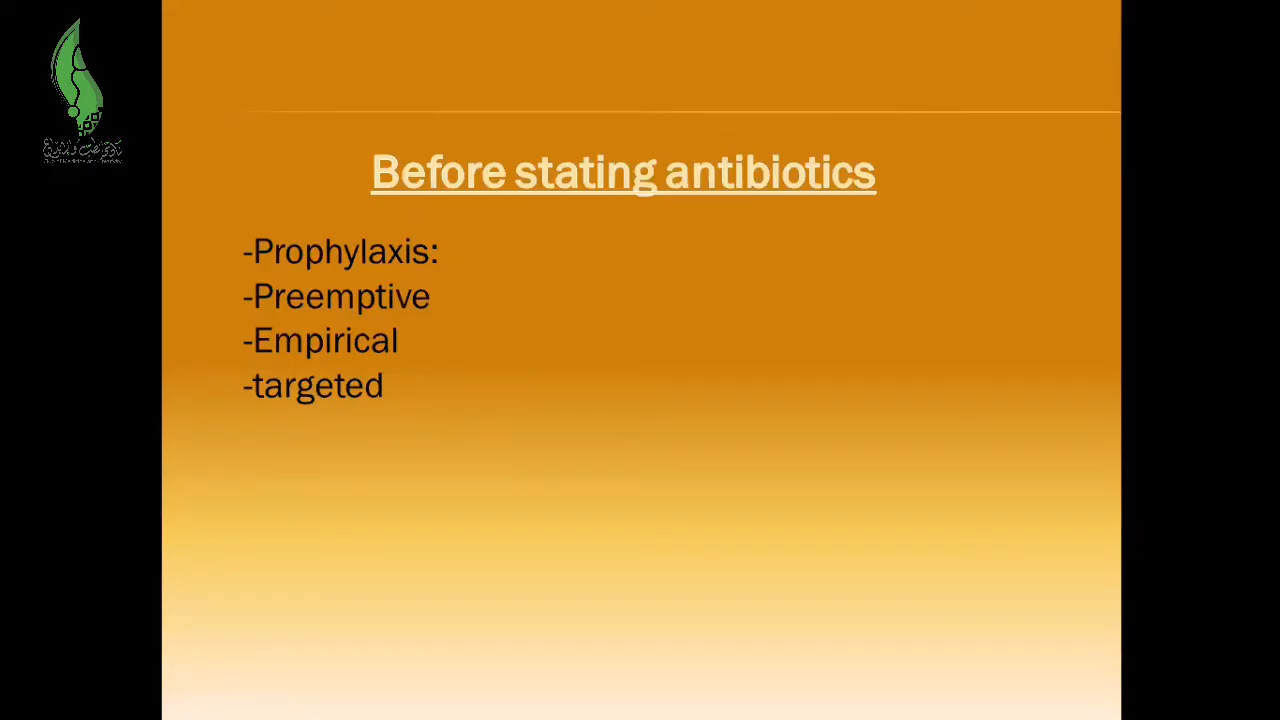 Before stating antibiotics
-Prophylaxis:
-Preemptive
-Empirical
-targeted